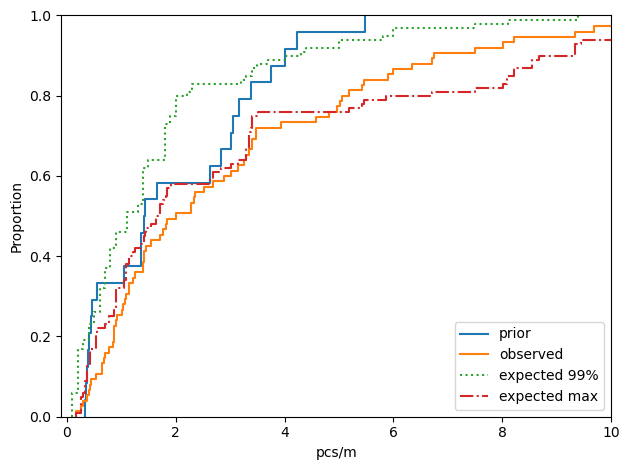 1.0
0.8
0.6
0.4
0.2
0.0
Proportion
0
2
4
6
8
10
pcs/m
prior
observed
expected 99%
expected max